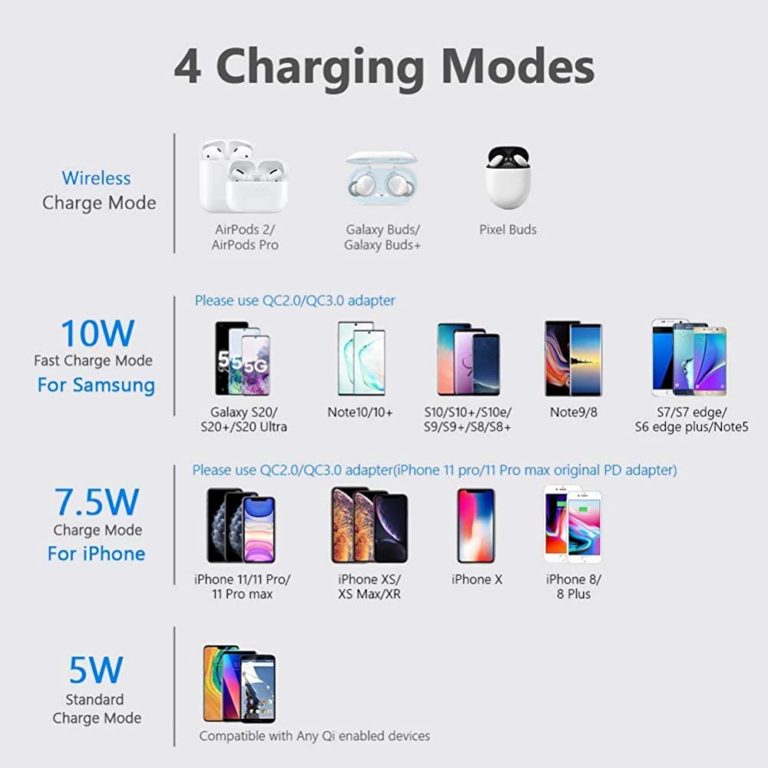 4 Charging Modes
Wireless
Charge Mode
AirPods 2/
AirPods Pro
Galaxy Buds/
Galaxy Buds+
Pixel Buds
10W
Fast Charge Mode
For Samsung
Please use QC2.0/QC3.0 adapter
5 5 5G
Galaxy S20/
S20+/S20 Ultra
Note10/10+
S10/S10+/S10e/
S9/S9+/S8/S8+
Note9/8
S7/S7 edge/
S6 edge plus/Note5
7.5W
Charge Mode
For iPhone
Please use QC2.0/QC3.0 adapter(iPhone 11 pro/11 Pro max original PD adapter)
iPhone 11/11 Pro/
11 Pro max
iPhone XS/
XS Max/XR
iPhone X
iPhone 8/
8 Plus
5W
Standard
Charge Mode
Compatible with Any Qi enabled devices